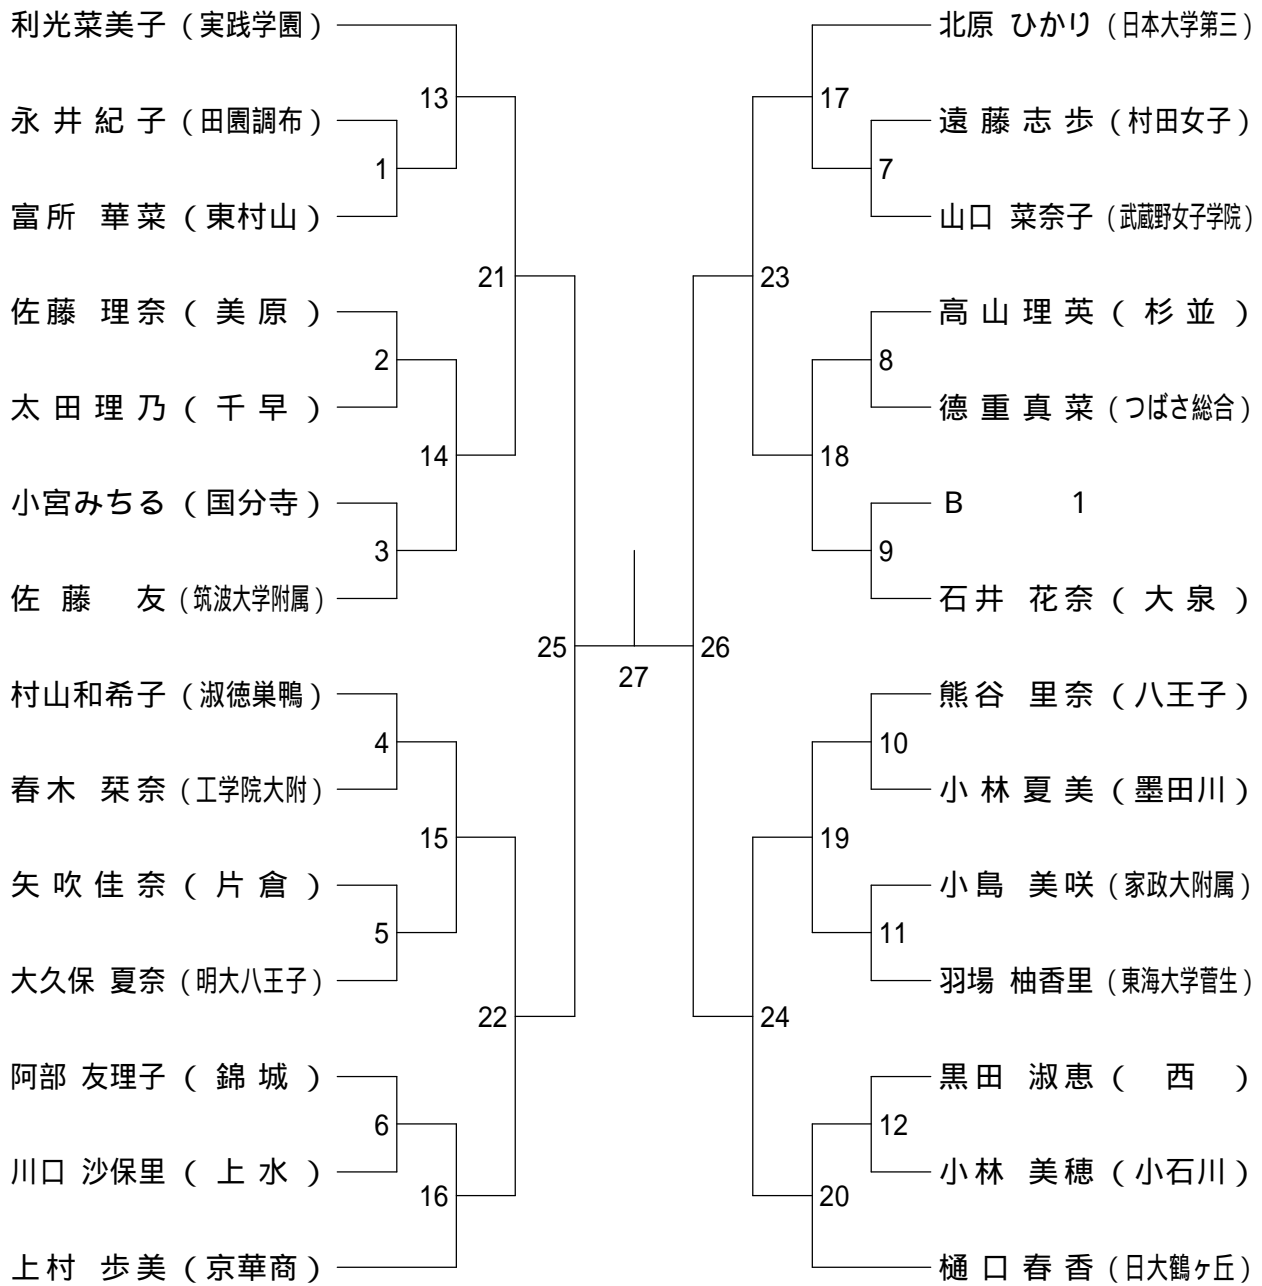 利光菜美子（実践学園）
永井紀子（田園調布）
富所 華菜（東村山）
佐藤 理奈（美原）
太田理乃（千早）
小宮みちる（国分寺）
佐藤 友（筑波大学附属）
村山和希子（淑徳巣鴨）
春木 栞奈（工学院大附）
矢吹佳奈（片倉）
大久保 夏奈（明大八王子）
阿部 友理子（錦城）
川口 沙保里（上水）
上村 歩美（京華商）
1
2
3
4
5
6
13
14
15
16
21
22
25
27
26
23
24
17
18
19
20
7
8
9
10
11
12
北原 ひかり（日本大学第三）
遠藤志歩（村田女子）
山口 菜奈子（武蔵野女子学院）
高山理英（杉並）
德重真菜（つばさ総合）
B 1
石井 花奈（大泉）
熊谷 里奈（八王子）
小林夏美（墨田川）
小島 美咲（家政大附属）
羽場 柚香里（東海大学菅生）
黒田 淑恵（西）
小林 美穂（小石川）
樋口春香（日大鶴ヶ丘）